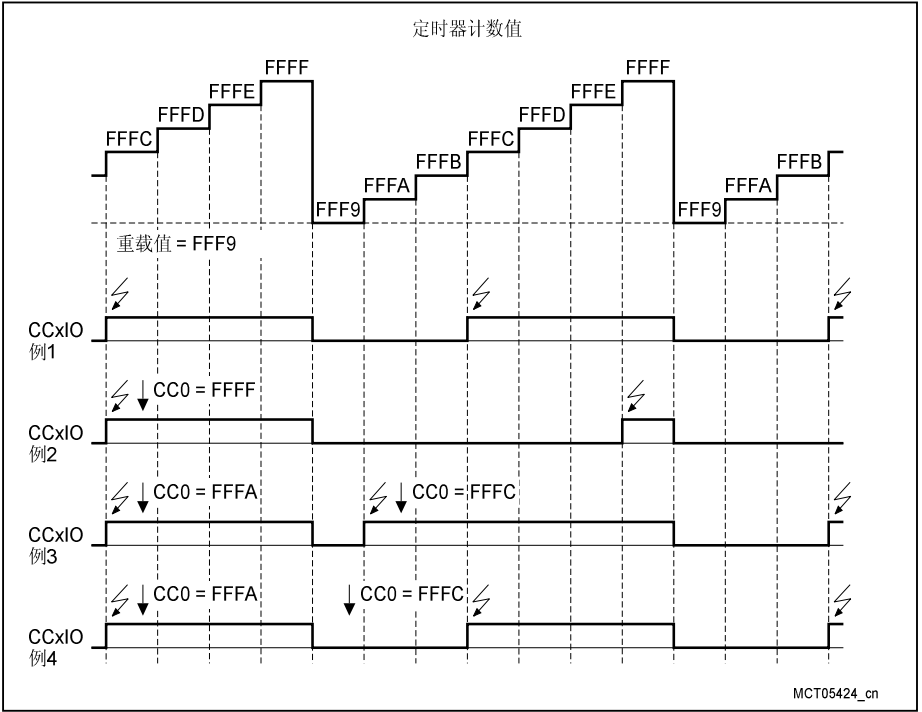 定时器计数值
FFFF FFFF
FFFE FFFE
FFFD FFFD
FFFC FFFC
FFFB FFFB
FFFA FFFA
FFF9 FFF9
重载值 = FFF9
CCxIO
例1
CC0 = FFFF
CCxIO
例2
CC0 = FFFA CC0 = FFFC
CCxIO
例3
CC0 = FFFA CC0 = FFFC
CCxIO
例4
MCT05424_cn